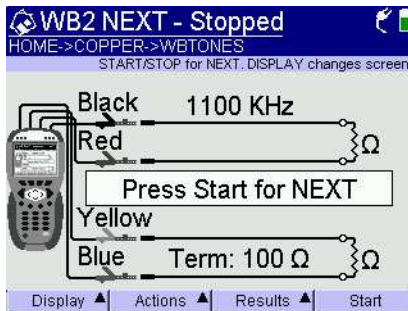 WB2 NEXT - Stopped
HOME->COPPER->WBTONES
START/STOP for NEXT. DISPLAY changes screen
Black 1100 KHz
Red
Ω
Press Start for NEXT
Yellow
Blue Term: 100 Ω
Ω
Display Actions Results Start